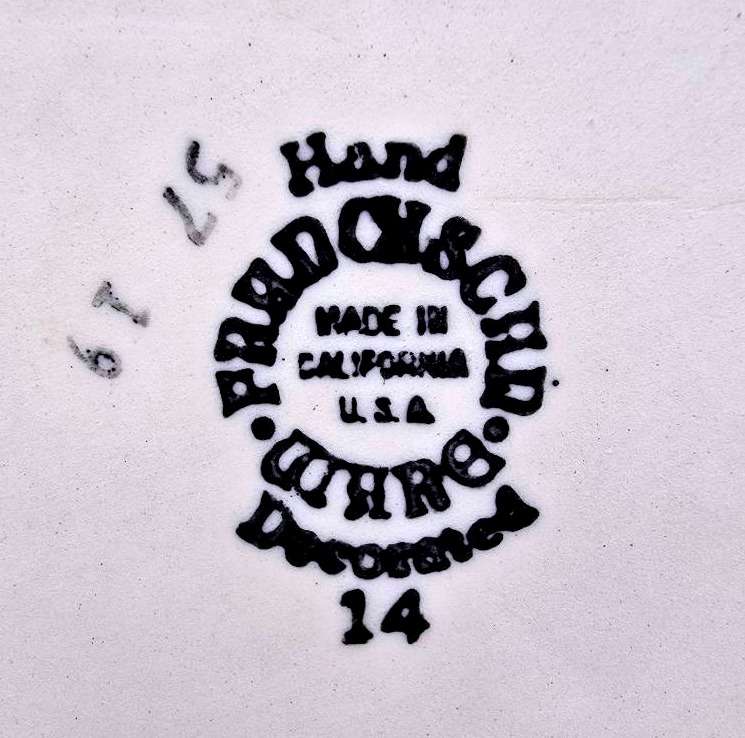 Hand
FRANCISCAN
MADE IN
CALIFORNIA
U.S.A
WARE
Decorated
14